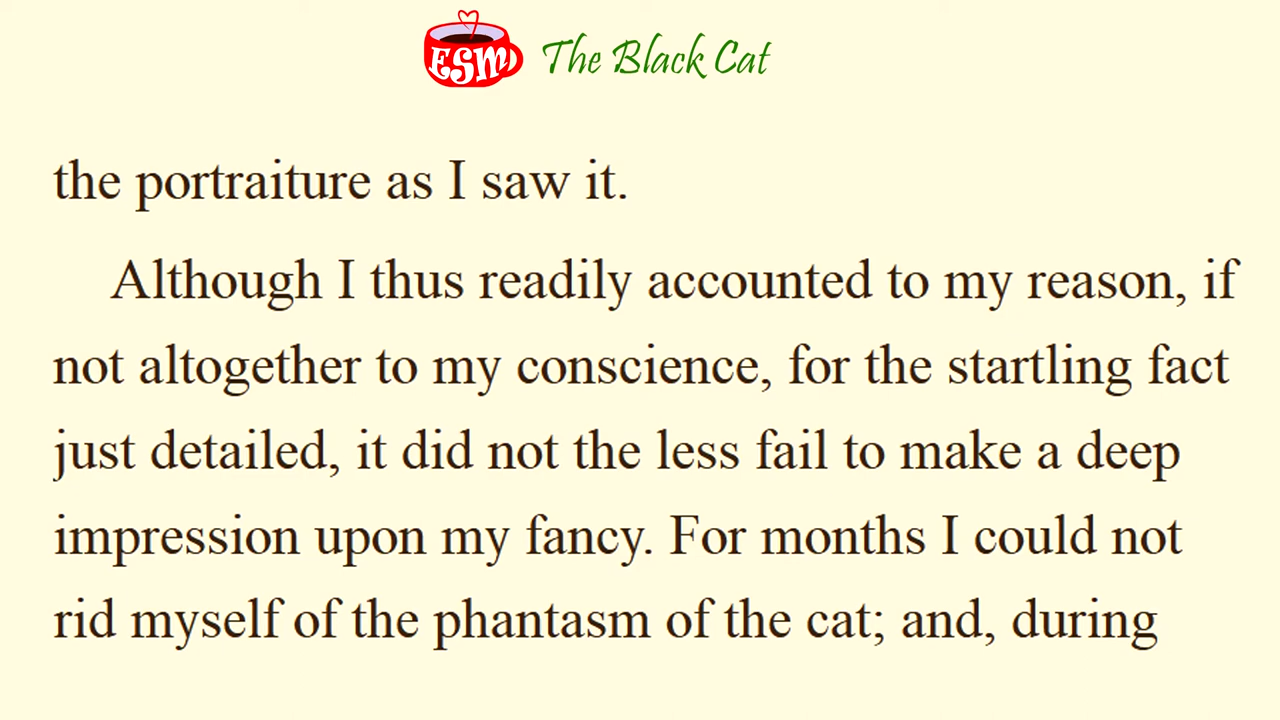 ESM The Black Cat
the portraiture as I saw it.
Although I thus readily accounted to my reason, if
not altogether to my conscience, for the startling fact
just detailed, it did not the less fail to make a deep
impression upon my fancy. For months I could not
rid myself of the phantasm of the cat; and, during